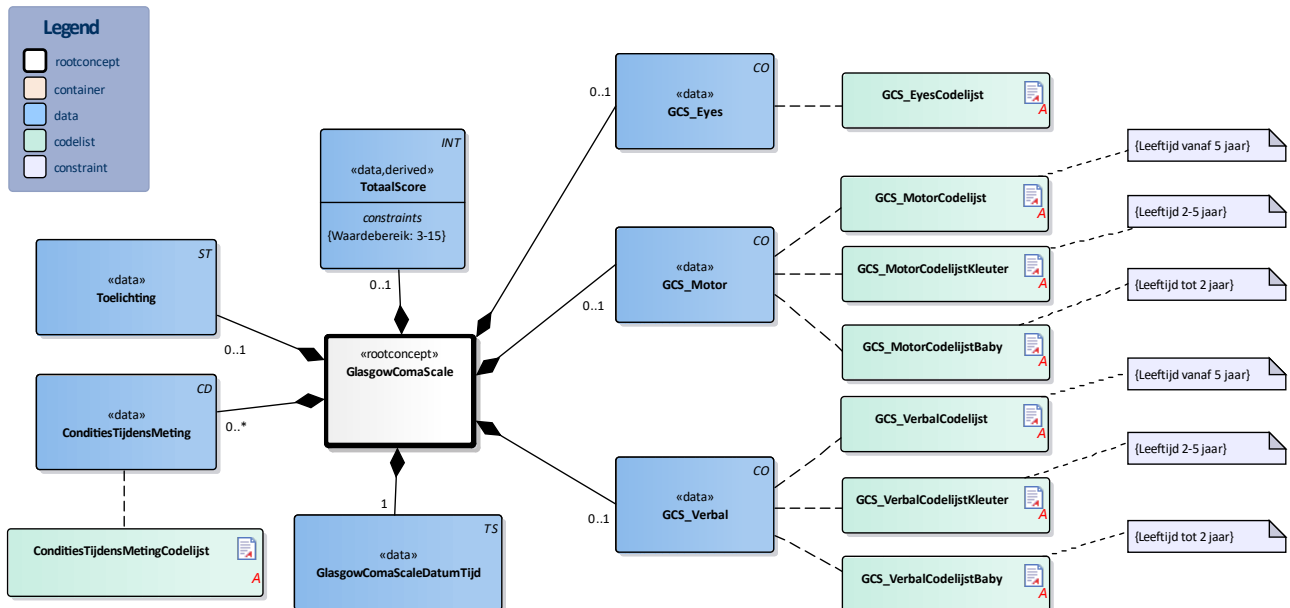 Legend
rootconcept
container
data
codelist
constraint
INT
«data,derived»
TotaalScore
constraints
{Waardebereik: 3-15}
0..1
ST
«data»
Toelichting
0..1
CD
«data»
ConditiesTijdensMeting
0..*
ConditiesTijdensMetingCodelijst
A
«rootconcept»
GlasgowComaScale
1
TS
«data»
GlasgowComaScaleDatumTijd
CO
«data»
GCS_Eyes
0..1
GCS_EyesCodelijst
A
CO
«data»
GCS_Motor
0..1
GCS_MotorCodelijst
A
{Leeftijd vanaf 5 jaar}
GCS_MotorCodelijstKleuter
A
{Leeftijd 2-5 jaar}
GCS_MotorCodelijstBaby
A
{Leeftijd tot 2 jaar}
CO
«data»
GCS_Verbal
0..1
GCS_VerbalCodelijst
A
{Leeftijd vanaf 5 jaar}
GCS_VerbalCodelijstKleuter
A
{Leeftijd 2-5 jaar}
GCS_VerbalCodelijstBaby
A
{Leeftijd tot 2 jaar}